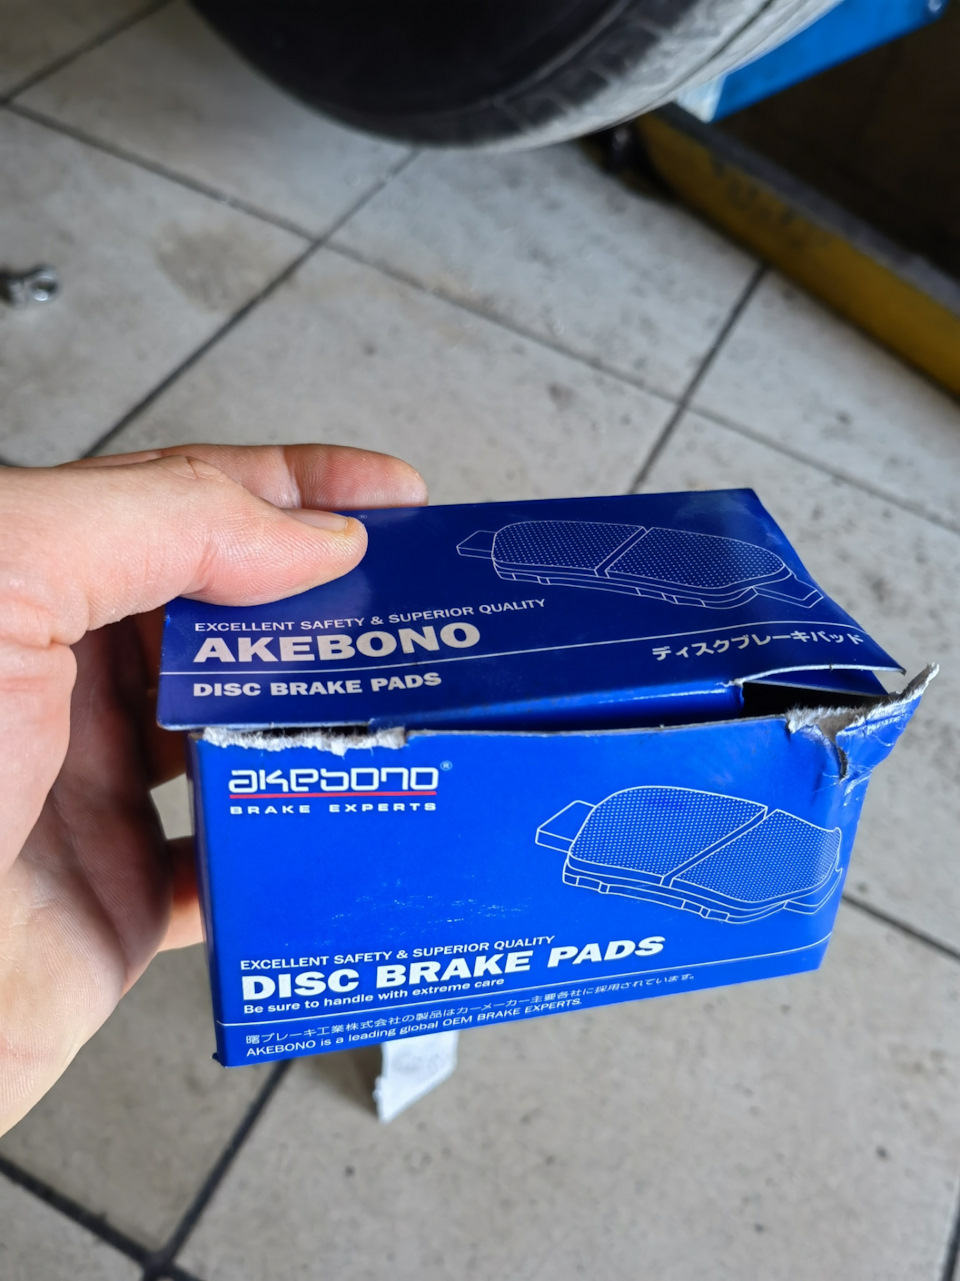 EXCELLENT SAFETY & SUPERIOR QUALITY
AKEBONO
ディスクブレーキパッド
DISC BRAKE PADS
akebono®
BRAKE EXPERTS
EXCELLENT SAFETY & SUPERIOR QUALITY
DISC BRAKE PADS
Be sure to handle with extreme care
曙ブレーキ工業株式会社の製品はカーメーカー主要各社に採用されています。
AKEBONO is a leading global OEM BRAKE EXPERTS.